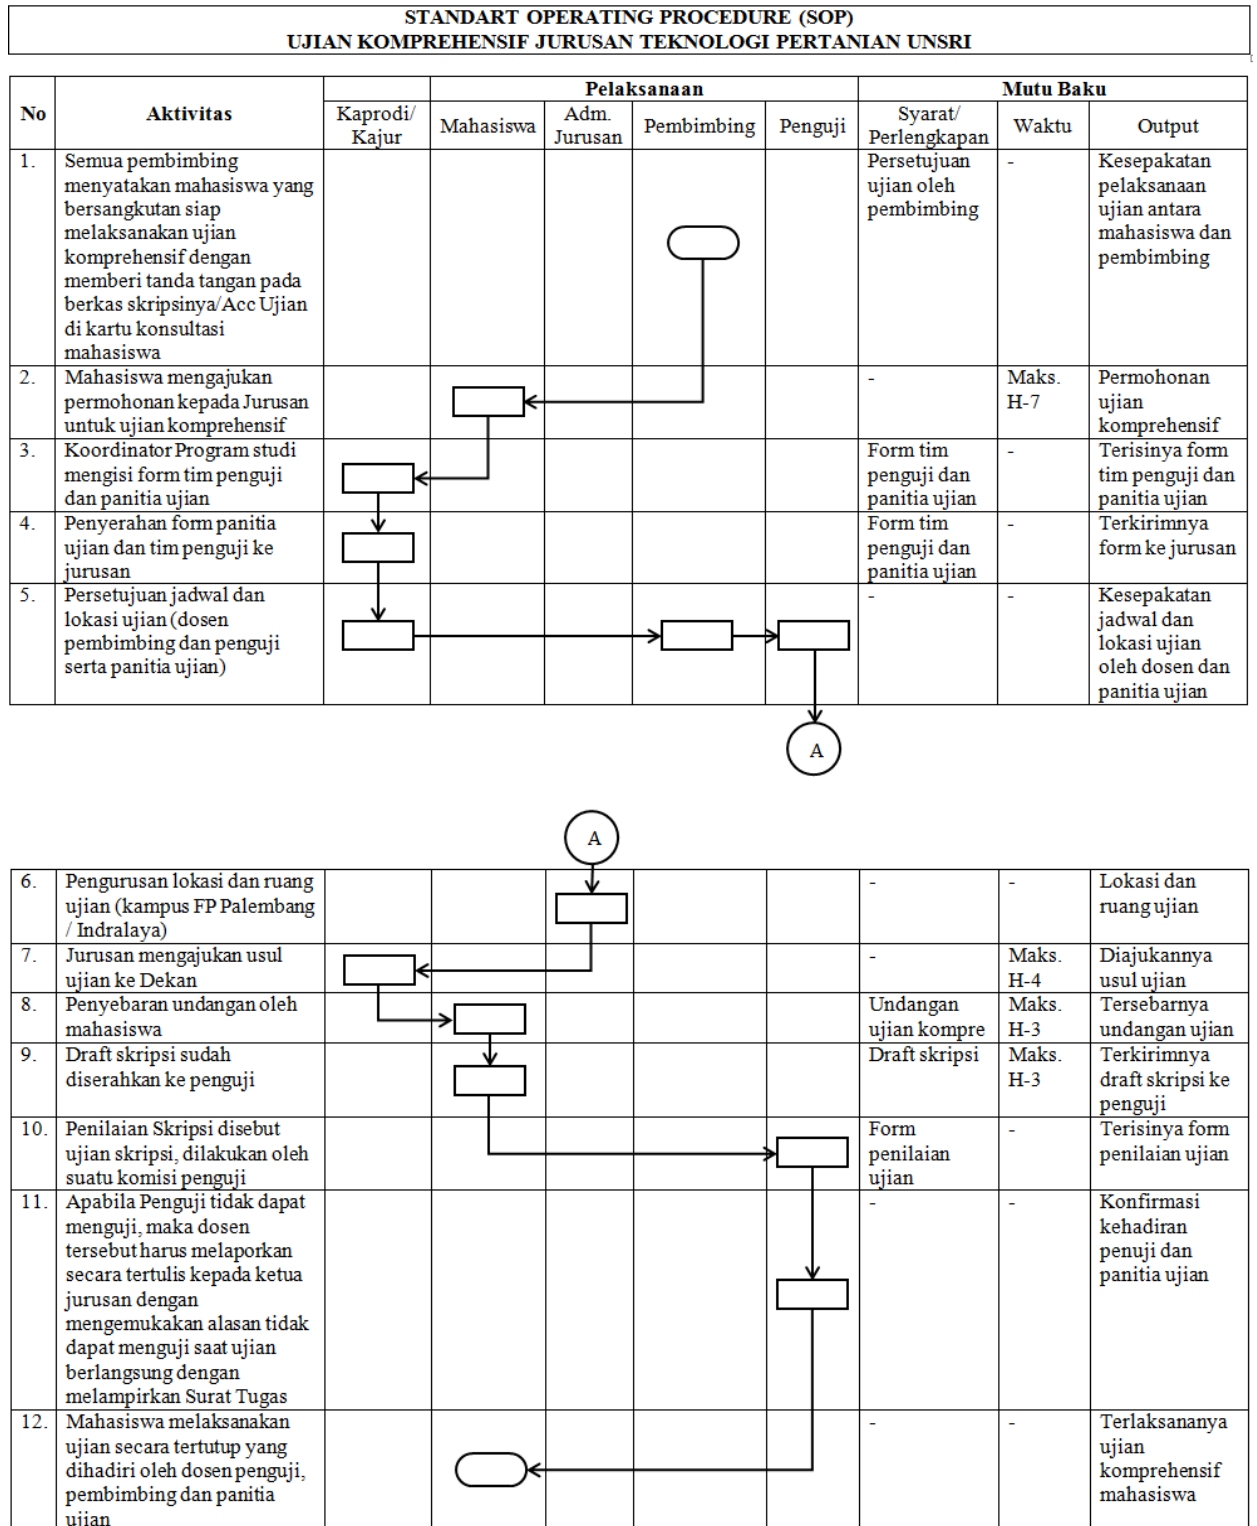 STANDART OPERATING PROCEDURE (SOP)
UJIAN KOMPREHENSIF JURUSAN TEKNOLOGI PERTANIAN UNSRI
No
Aktivitas
Pelaksanaan
Mutu Baku
Kaprodi/
Kajur
Mahasiswa
Adm.
Jurusan
Pembimbing
Penguji
Syarat/
Perlengkapan
Waktu
Output
1.
Semua pembimbing
menyatakan mahasiswa yang
bersangkutan siap
melaksanakan ujian
komprehensif dengan
memberi tanda tangan pada
berkas skripsinya/Acc Ujian
di kartu konsultasi
mahasiswa
Persetujuan
ujian oleh
pembimbing
-
Kesepakatan
pelaksanaan
ujian antara
mahasiswa dan
pembimbing
2.
Mahasiswa mengajukan
permohonan kepada Jurusan
untuk ujian komprehensif
-
Maks.
H-7
Permohonan
ujian
komprehensif
3.
Koordinator Program studi
mengisi form tim penguji
dan panitia ujian
Form tim
penguji dan
panitia ujian
-
Terisinya form
tim penguji dan
panitia ujian
4.
Penyerahan form panitia
ujian dan tim penguji ke
jurusan
Form tim
penguji dan
panitia ujian
-
Terkirimnya
form ke jurusan
5.
Persetujuan jadwal dan
lokasi ujian (dosen
pembimbing dan penguji
serta panitia ujian)
-
-
Kesepakatan
jadwal dan
lokasi ujian
oleh dosen dan
panitia ujian
A
A
6.
Pengurusan lokasi dan ruang
ujian (kampus FP Palembang
/ Indralaya)
-
-
Lokasi dan
ruang ujian
7.
Jurusan mengajukan usul
ujian ke Dekan
-
Maks.
H-4
Diajukannya
usul ujian
8.
Penyebaran undangan oleh
mahasiswa
Undangan
ujian kompre
Maks.
H-3
Tersebarnya
undangan ujian
9.
Draft skripsi sudah
diserahkan ke penguji
Draft skripsi
Maks.
H-3
Terkirimnya
draft skripsi ke
penguji
10.
Penilaian Skripsi disebut
ujian skripsi, dilakukan oleh
suatu komisi penguji
Form
penilaian
ujian
-
Terisinya form
penilaian ujian
11.
Apabila Penguji tidak dapat
menguji, maka dosen
tersebut harus melaporkan
secara tertulis kepada ketua
jurusan dengan
mengemukakan alasan tidak
dapat menguji saat ujian
berlangsung dengan
melampirkan Surat Tugas
-
-
Konfirmasi
kehadiran
penuji dan
panitia ujian
12.
Mahasiswa melaksanakan
ujian secara tertutup yang
dihadiri oleh dosen penguji,
pembimbing dan panitia
ujian
-
-
Terlaksananya
ujian
komprehensif
mahasiswa